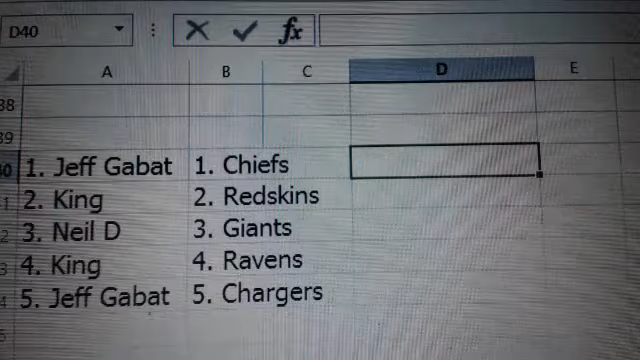 D40 fx
A B C D E
38
39
40 1. Jeff Gabat 1. Chiefs
2. King 2. Redskins
3. Neil D 3. Giants
4. King 4. Ravens
5. Jeff Gabat 5. Chargers